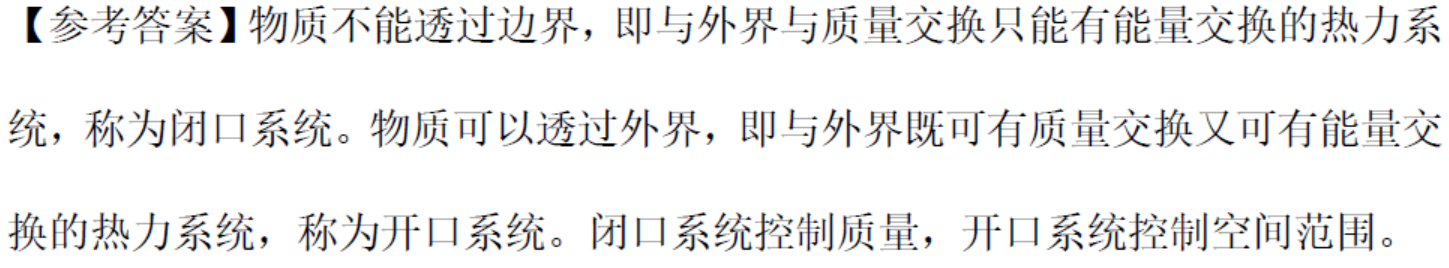 【参考答案】物质不能透过边界，即与外界与质量交换只能有能量交换的热力系
统，称为闭口系统。物质可以透过外界，即与外界既可有质量交换又可有能量交
换的热力系统，称为开口系统。闭口系统控制质量，开口系统控制空间范围。